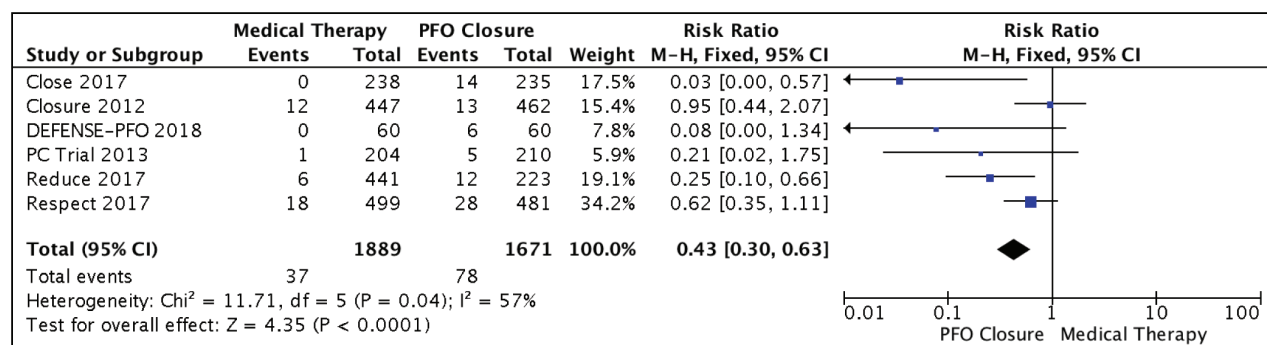 Medical Therapy PFO Closure Risk Ratio Risk Ratio
Study or Subgroup Events Total Events Total Weight M-H, Fixed, 95% CI M-H, Fixed, 95% CI
Close 2017 0 238 14 235 17.5% 0.03 [0.00, 0.57]
Closure 2012 12 447 13 462 15.4% 0.95 [0.44, 2.07]
DEFENSE-PFO 2018 0 60 6 60 7.8% 0.08 [0.00, 1.34]
PC Trial 2013 1 204 5 210 5.9% 0.21 [0.02, 1.75]
Reduce 2017 6 441 12 223 19.1% 0.25 [0.10, 0.66]
Respect 2017 18 499 28 481 34.2% 0.62 [0.35, 1.11]
Total (95% CI) 1889 1671 100.0% 0.43 [0.30, 0.63]
Total events 37 78
Heterogeneity: Chi² = 11.71, df = 5 (P = 0.04); I² = 57%
Test for overall effect: Z = 4.35 (P < 0.0001)
0.01 0.1 1 10 100
PFO Closure Medical Therapy